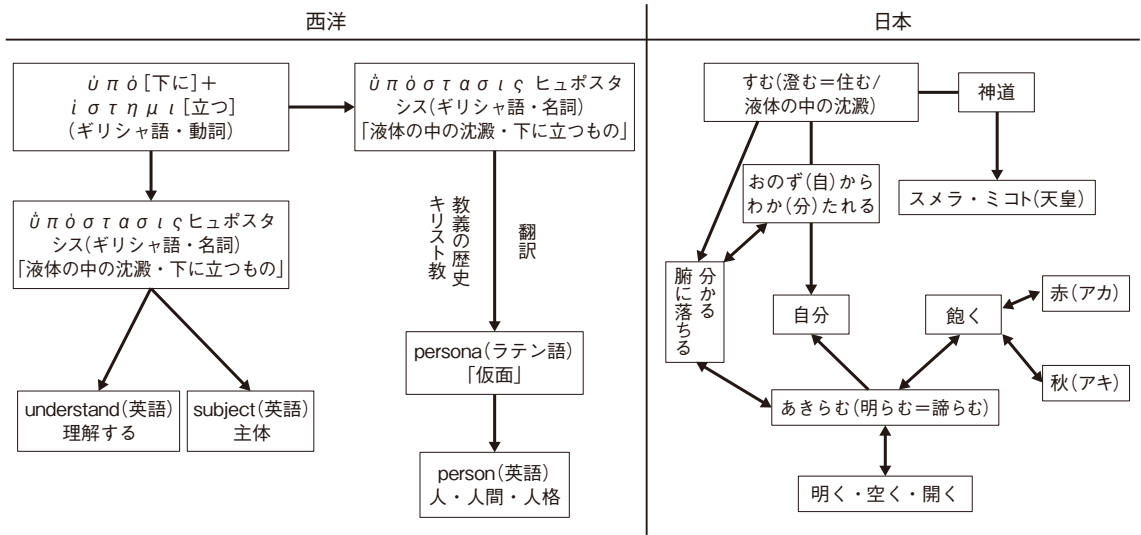 西洋
ὑ π ό [下に]+
ἱ σ τ η μ ι [立つ]
(ギリシャ語・動詞)
ὑ π ό σ τ α σ ι ς ヒュポスタ
シス(ギリシャ語・名詞)
「液体の中の沈澱・下に立つもの」
ὑ π ό σ τ α σ ι ς ヒュポスタ
シス(ギリシャ語・名詞)
「液体の中の沈澱・下に立つもの」
教義の歴史
キリスト教
翻訳
persona(ラテン語)
「仮面」
understand(英語)
理解する
subject(英語)
主体
person(英語)
人・人間・人格
日本
すむ(澄む=住む/
液体の中の沈澱)
神道
おのず(自)から
わか(分)たれる
スメラ・ミコト(天皇)
分かる
腑に落ちる
自分
飽く
赤(アカ)
秋(アキ)
あきらむ(明らむ=諦らむ)
明く・空く・開く